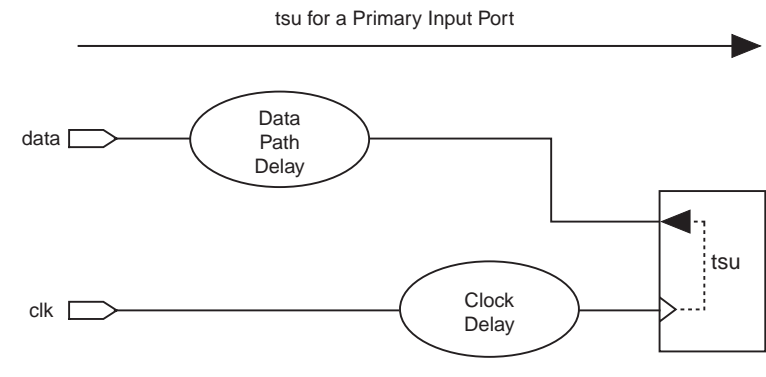 tsu for a Primary Input Port
data
Data
Path
Delay
tsu
clk
Clock
Delay